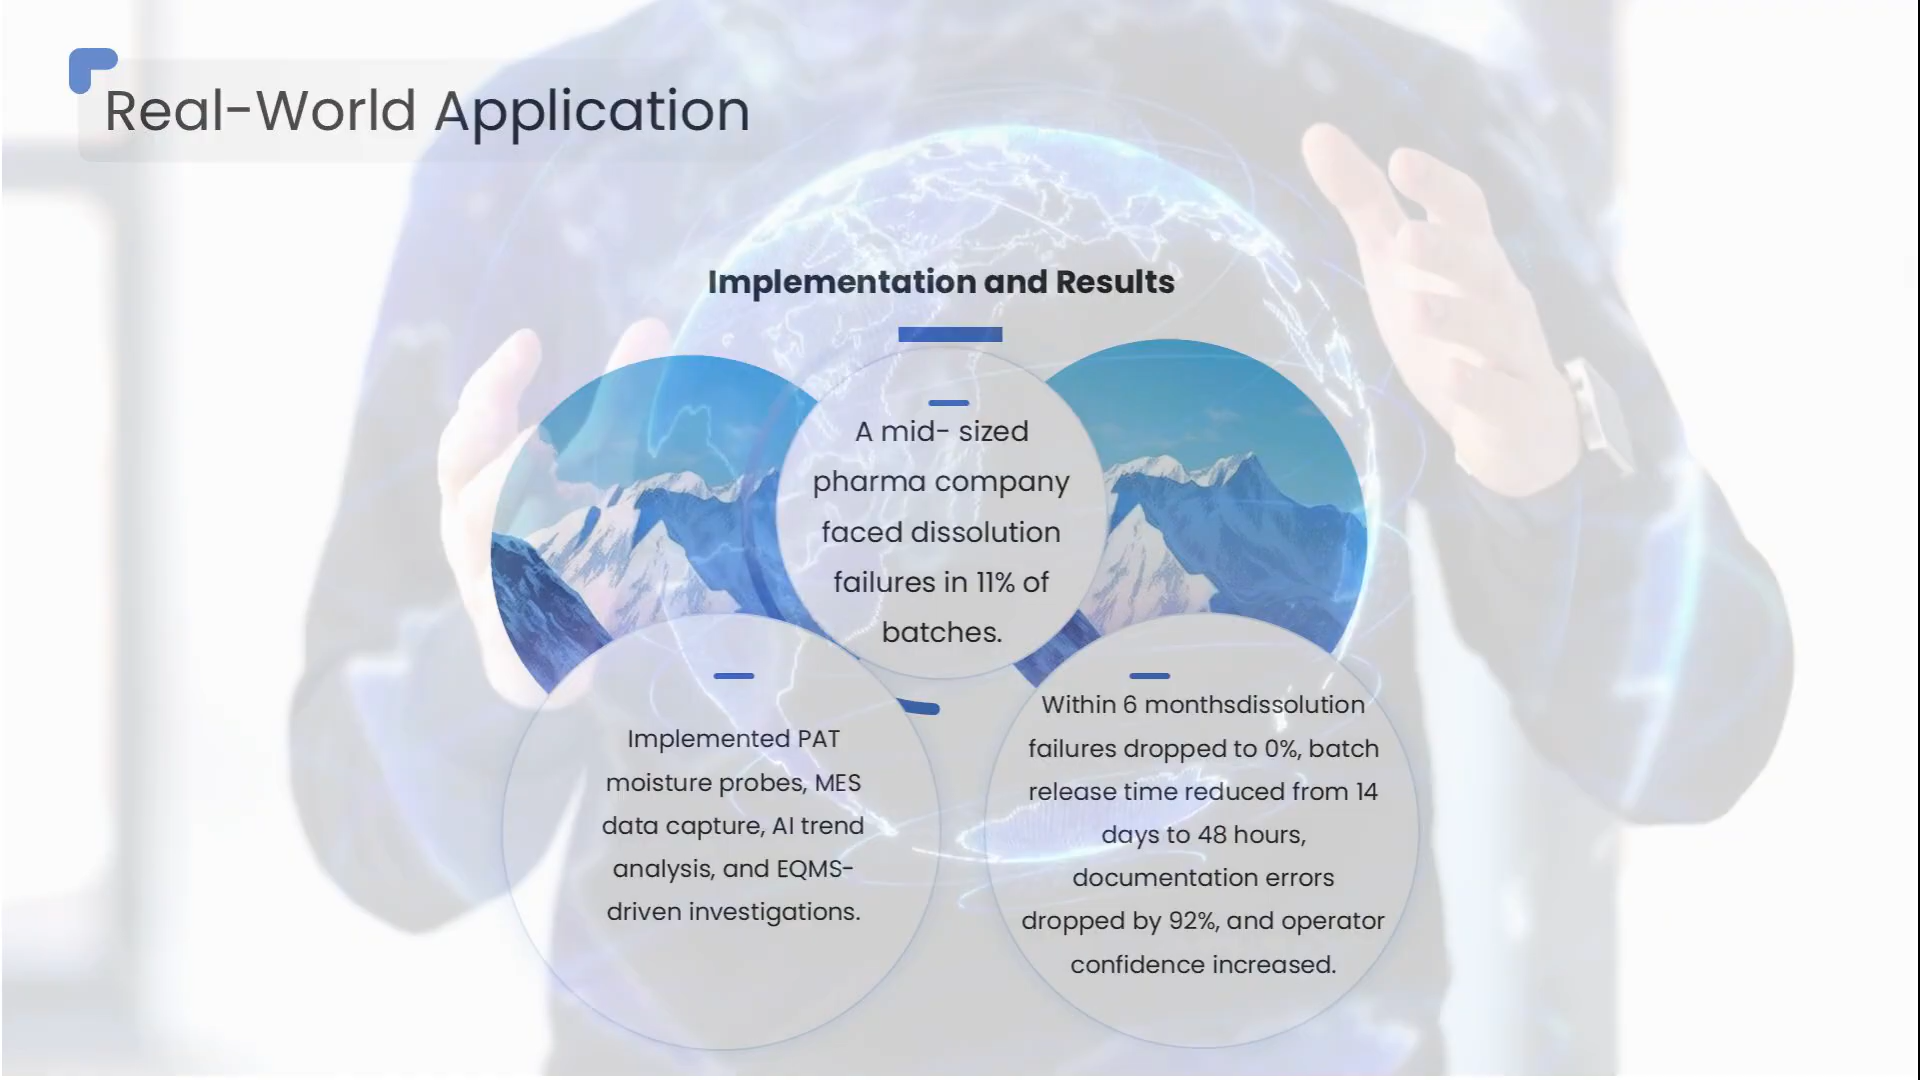 Real-World Application
Implementation and Results
A mid- sized
pharma company
faced dissolution
failures in 11% of
batches.
Implemented PAT
moisture probes, MES
data capture, AI trend
analysis, and EQMS-
driven investigations.
Within 6 monthsdissolution
failures dropped to 0%, batch
release time reduced from 14
days to 48 hours,
documentation errors
dropped by 92%, and operator
confidence increased.